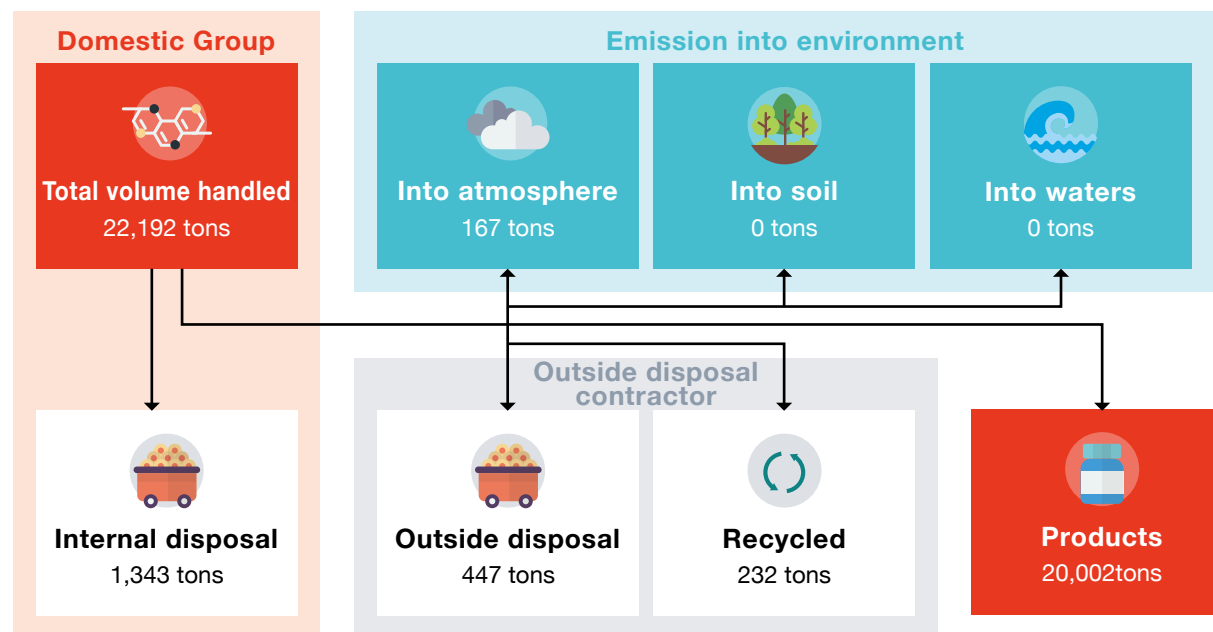 Domestic Group
Total volume handled
22,192 tons
Emission into environment
Into atmosphere
167 tons
Into soil
0 tons
Into waters
0 tons
Internal disposal
1,343 tons
Outside disposal
contractor
Outside disposal
447 tons
Recycled
232 tons
Products
20,002tons